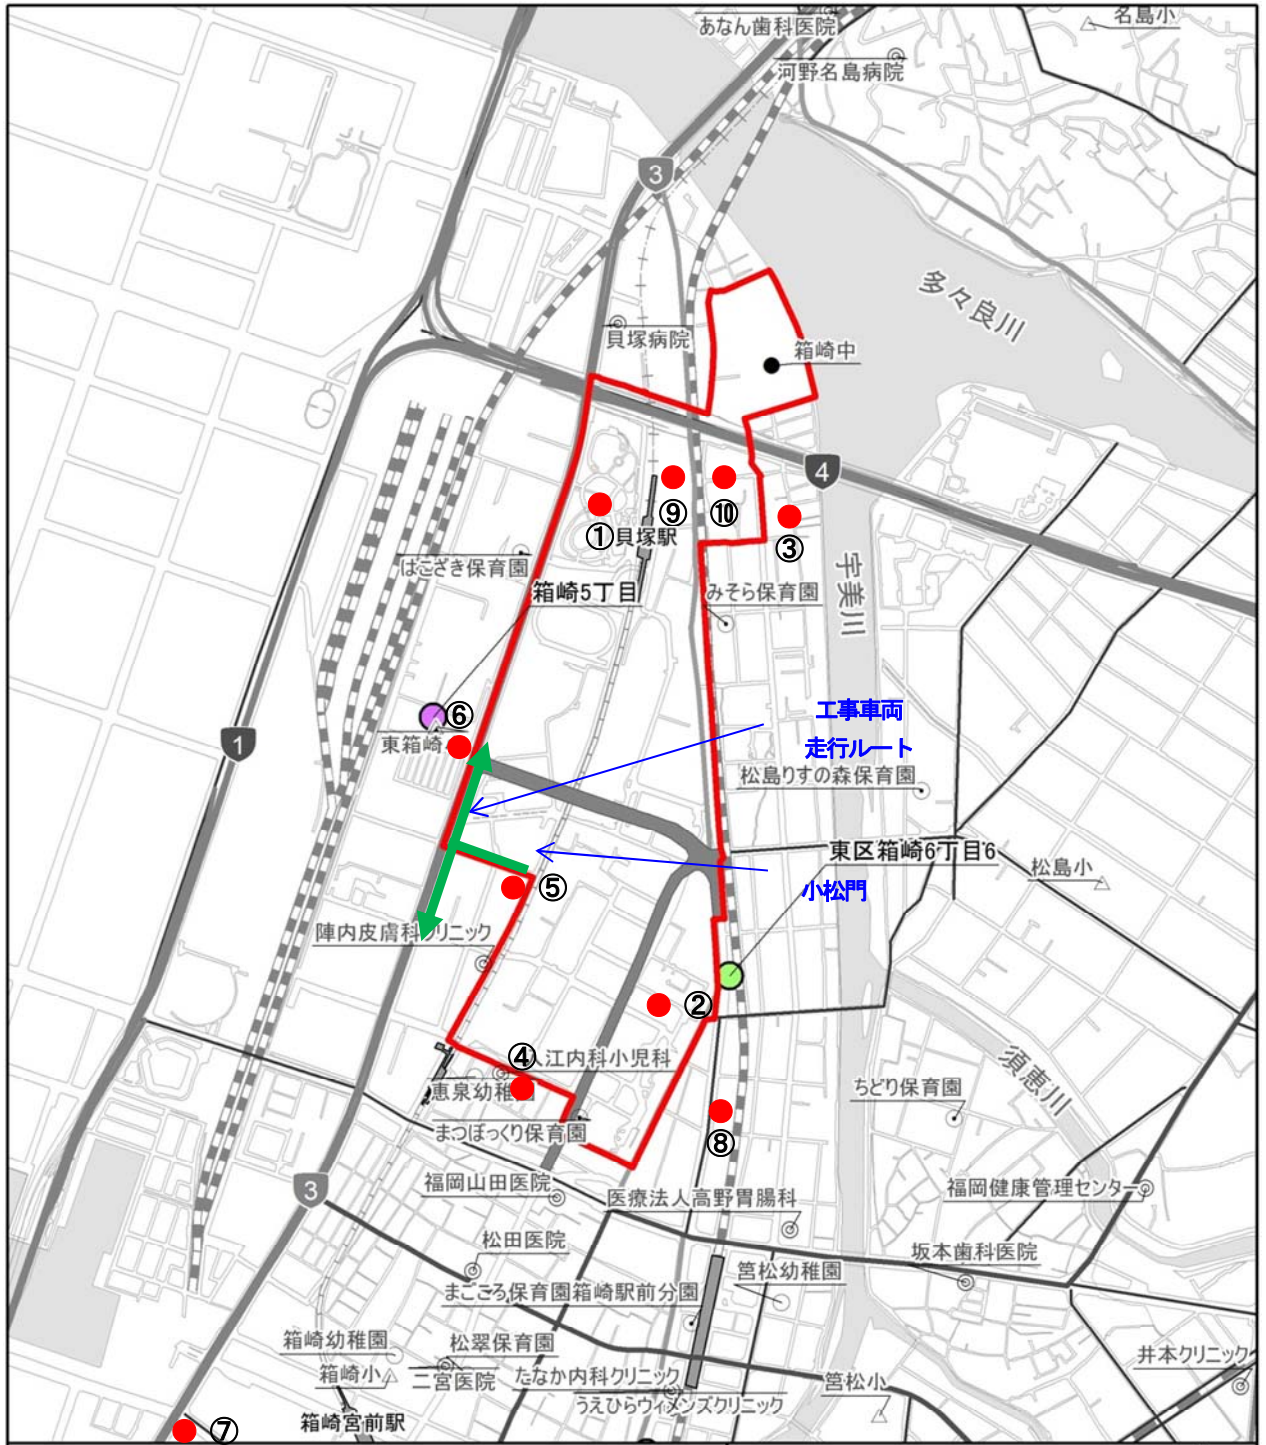 あなん歯科医院
名島小
河野名島病院
3
多々良川
貝塚病院
箱崎中
4
⑨
⑩
①
貝塚駅
③
はこざき保育園
箱崎5丁目
みそら保育園
宇美川
⑥
工事車両
走行ルート
東箱崎
1
松島りすの森保育園
東区箱崎6丁目6
松島小
⑤
小松門
陣内皮膚科クリニック
②
④
入江内科小児科
須恵川
恵泉幼稚園
ちどり保育園
まつぼっくり保育園
⑧
福岡山田医院
3
医療法人高野胃腸科
福岡健康管理センター
松田医院
坂本歯科医院
筥松幼稚園
まごころ保育園箱崎駅前分園
箱崎幼稚園
松翠保育園
井本クリニック
箱崎小
二宮医院
たなか内科クリニック
筥松小
うえひらウィメンズクリニック
⑦
箱崎宮前駅